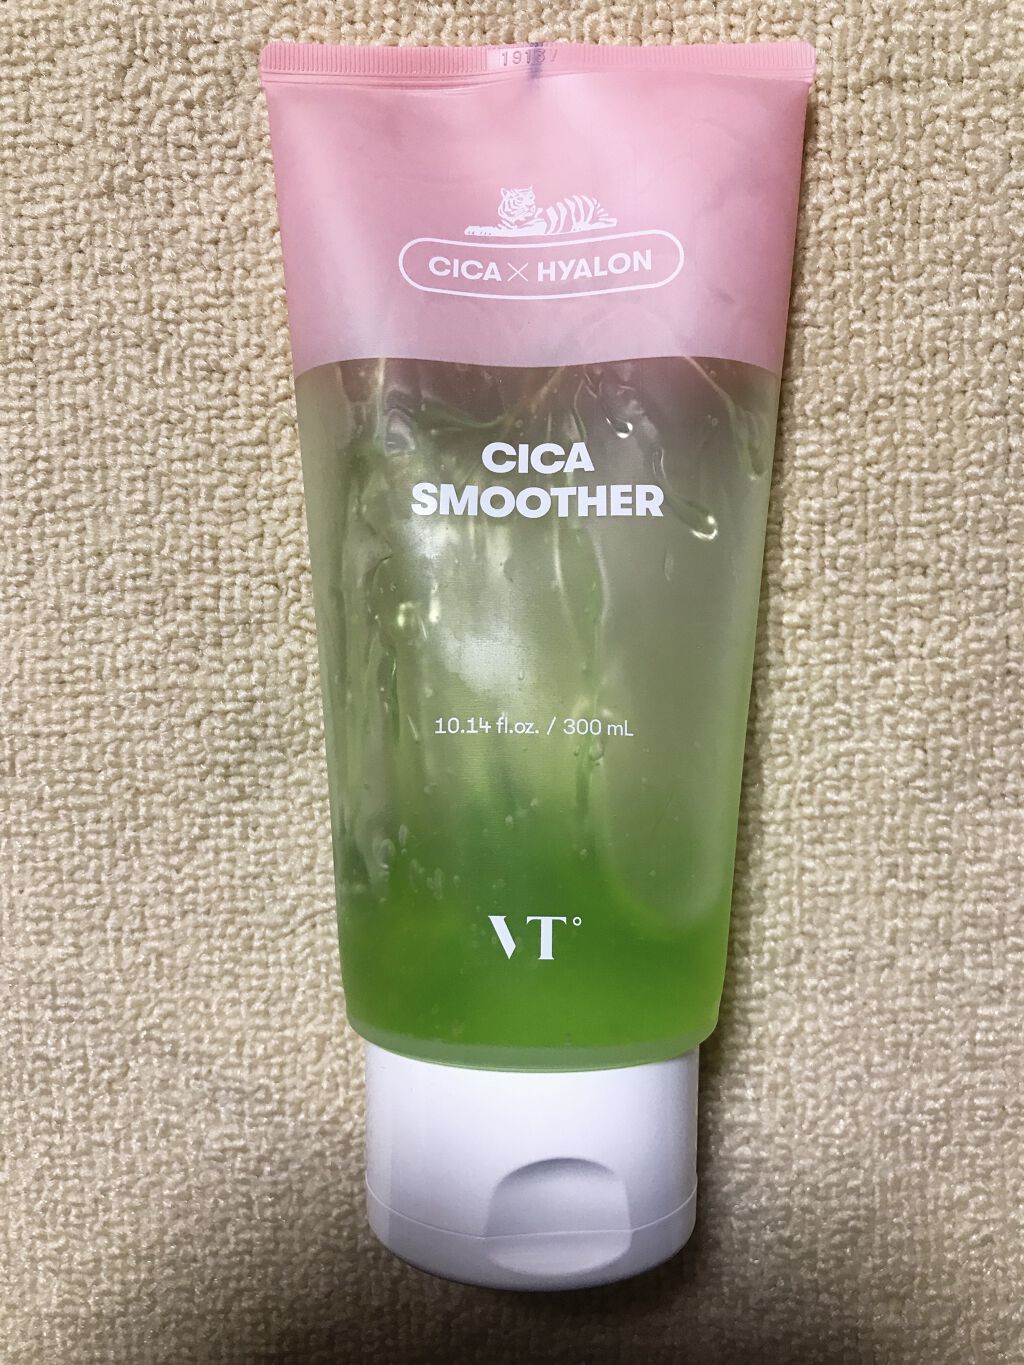 CICA × HYALON
CICA
SMOOTHER
10.14 fl.oz. / 300 mL
VT°